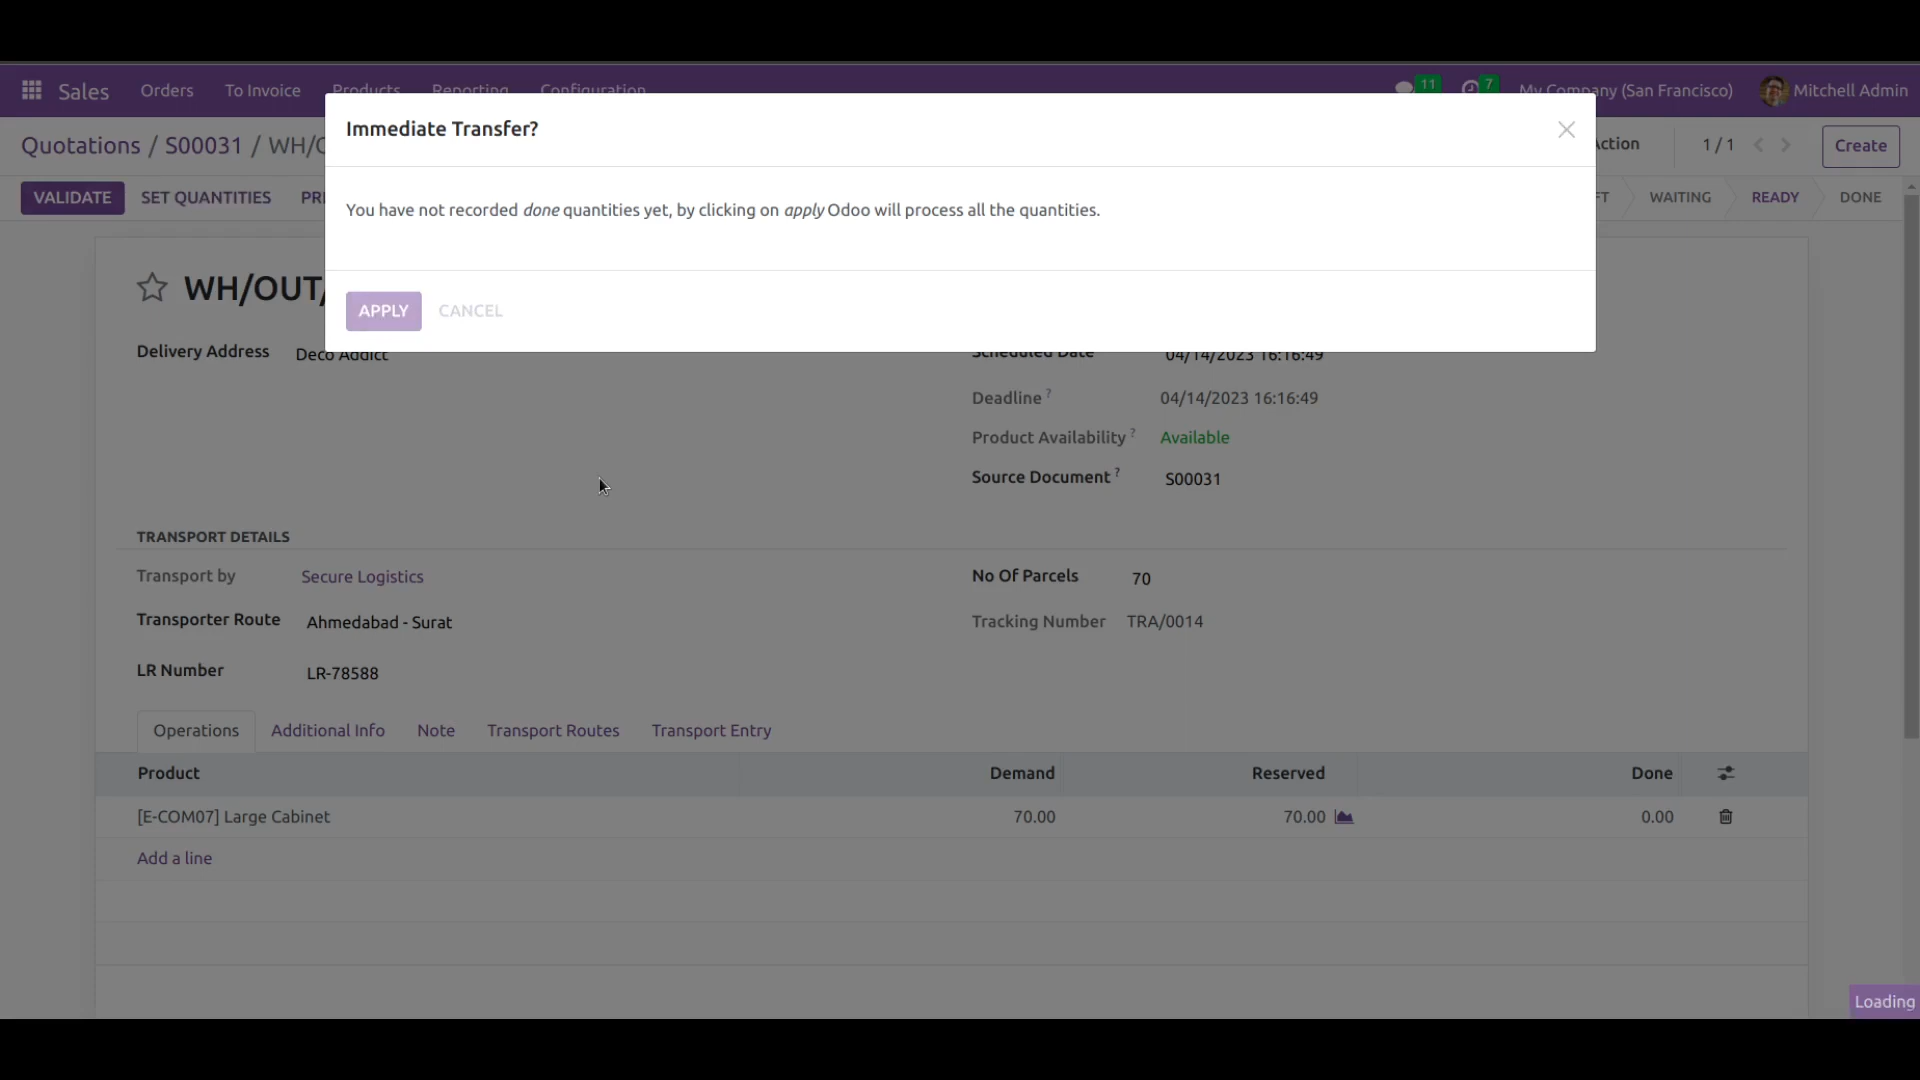 Sales Orders To Invoice Products Reporting Configuration 11 7 My Company (San Francisco) Mitchell Admin
Immediate Transfer?
Quotations / S00031 / WH/O ction 1 / 1 Create
VALIDATE SET QUANTITIES PRI FT WAITING READY DONE
You have not recorded done quantities yet, by clicking on apply Odoo will process all the quantities.
WH/OUT/
APPLY CANCEL
Delivery Address Deco Addict Scheduled Date 04/14/2023 16:16:49
Deadline ? 04/14/2023 16:16:49
Product Availability ? Available
Source Document ? S00031
TRANSPORT DETAILS
Transport by Secure Logistics No Of Parcels 70
Transporter Route Ahmedabad - Surat Tracking Number TRA/0014
LR Number LR-78588
Operations Additional Info Note Transport Routes Transport Entry
Product Demand Reserved Done
[E-COM07] Large Cabinet 70.00 70.00 0.00
Add a line
Loading